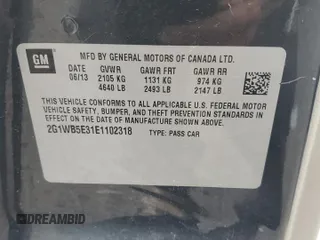 GM
MFD BY GENERAL MOTORS OF CANADA LTD.
DATE GVWR GAWR FRT GAWR RR
06/13 2105 KG 1131 KG 974 KG
4640 LB 2493 LB 2147 LB
THIS VEHICLE CONFORMS TO ALL APPLICABLE U.S. FEDERAL MOTOR
VEHICLE SAFETY, BUMPER, AND THEFT PREVENTION STANDARDS
IN EFFECT ON THE DATE OF MANUFACTURE SHOWN ABOVE.
2G1WB5E31E1102318 TYPE: PASS CAR
DREAMBID